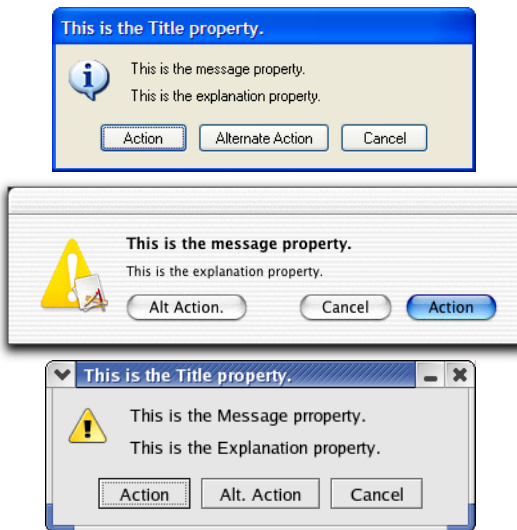 This is the Title property.
This is the message property.
This is the explanation property.
Action Alternate Action Cancel
This is the message property.
This is the explanation property.
Alt Action. Cancel Action
This is the Title property.
This is the Message prroperty.
This is the Explanation property.
Action Alt. Action Cancel